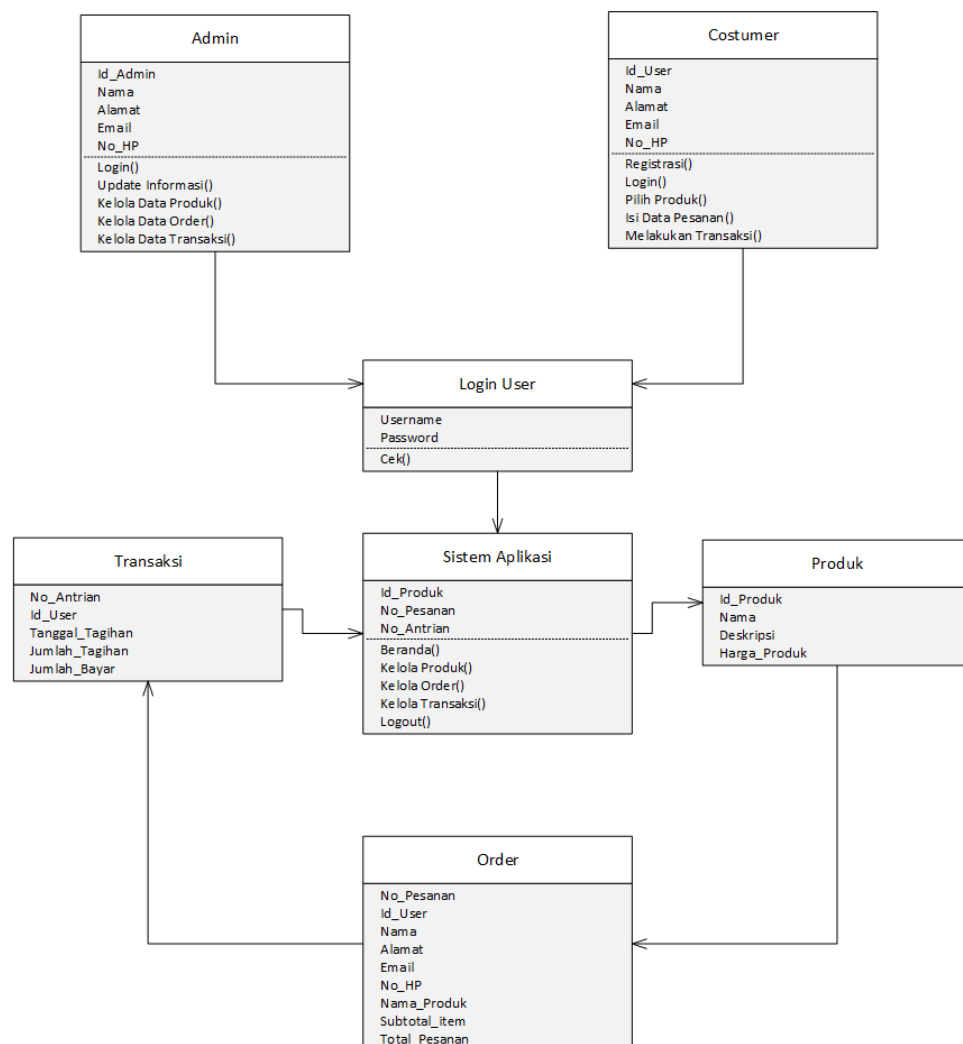 Admin
Id_Admin
Nama
Alamat
Email
No_HP
Login()
Update Informasi()
Kelola Data Produk()
Kelola Data Order()
Kelola Data Transaksi()
Costumer
Id_User
Nama
Alamat
Email
No_HP
Registrasi()
Login()
Pilih Produk()
Isi Data Pesanan()
Melakukan Transaksi()
Login User
Username
Password
Cek()
Transaksi
No_Antrian
Id_User
Tanggal_Tagihan
Jumlah_Tagihan
Jumlah_Bayar
Sistem Aplikasi
Id_Produk
No_Pesanan
No_Antrian
Beranda()
Kelola Produk()
Kelola Order()
Kelola Transaksi()
Logout()
Produk
Id_Produk
Nama
Deskripsi
Harga_Produk
Order
No_Pesanan
Id_User
Nama
Alamat
Email
No_HP
Nama_Produk
Subtotal_item
Total_Pesanan